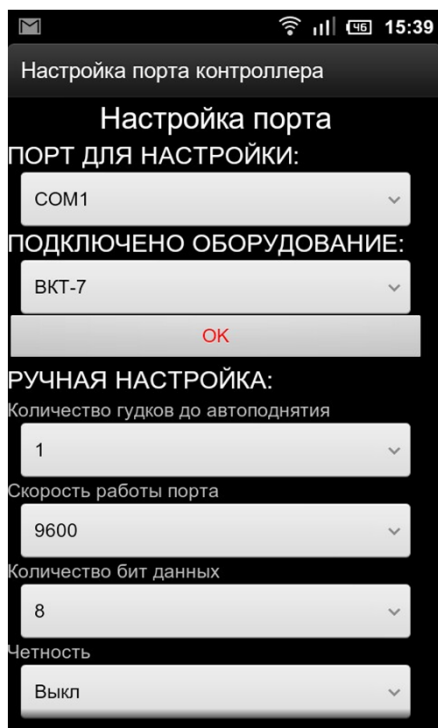 46 15:39
Настройка порта контроллера
Настройка порта
ПОРТ ДЛЯ НАСТРОЙКИ:
COM1
ПОДКЛЮЧЕНО ОБОРУДОВАНИЕ:
ВКТ-7
OK
РУЧНАЯ НАСТРОЙКА:
Количество гудков до автоподнятия
1
Скорость работы порта
9600
Количество бит данных
8
Четность
Выкл